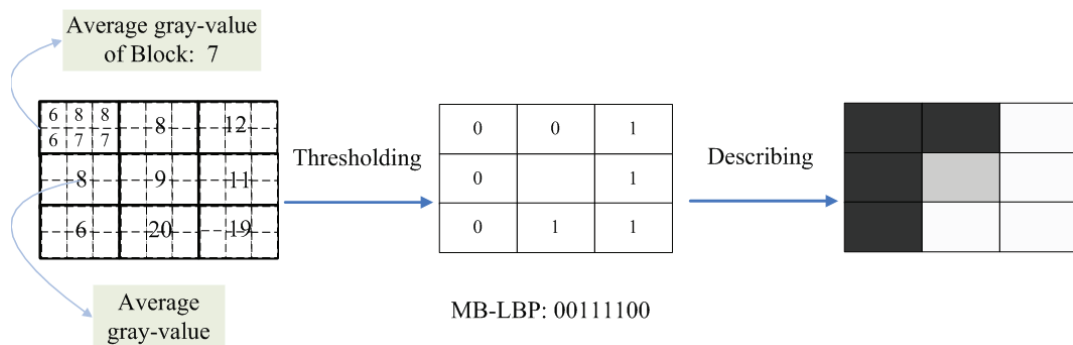 Average gray-value
of Block: 7
6 8 8
6 7 7
8 12
8 9 11
6 20 19
Thresholding
0 0 1
0 1
0 1 1
Describing
MB-LBP: 00111100
Average
gray-value